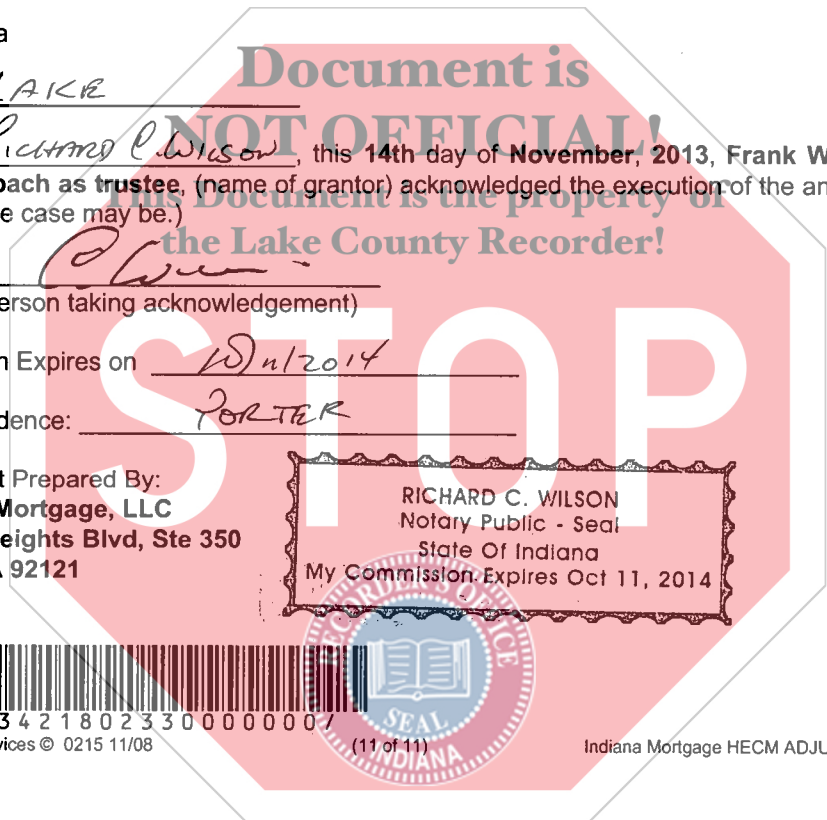 a
LAKE
Document is
NOT OFFICIAL!
RICHARD C. WILSON, this 14th day of November, 2013, Frank W
bach as trustee, (name of grantor) acknowledged the execution of the an
This Document is the property of
e case may be.)
the Lake County Recorder!
erson taking acknowledgement)
STOP
n Expires on 10/11/2014
dence: PORTER
t Prepared By:
Mortgage, LLC
eights Blvd, Ste 350
A 92121
RICHARD C. WILSON
Notary Public - Seal
State Of Indiana
My Commission Expires Oct 11, 2014
RECORDER'S OFFICE
SEAL
INDIANA
3421802330000000/
vices © 0215 11/08
(11 of 11)
Indiana Mortgage HECM ADJU